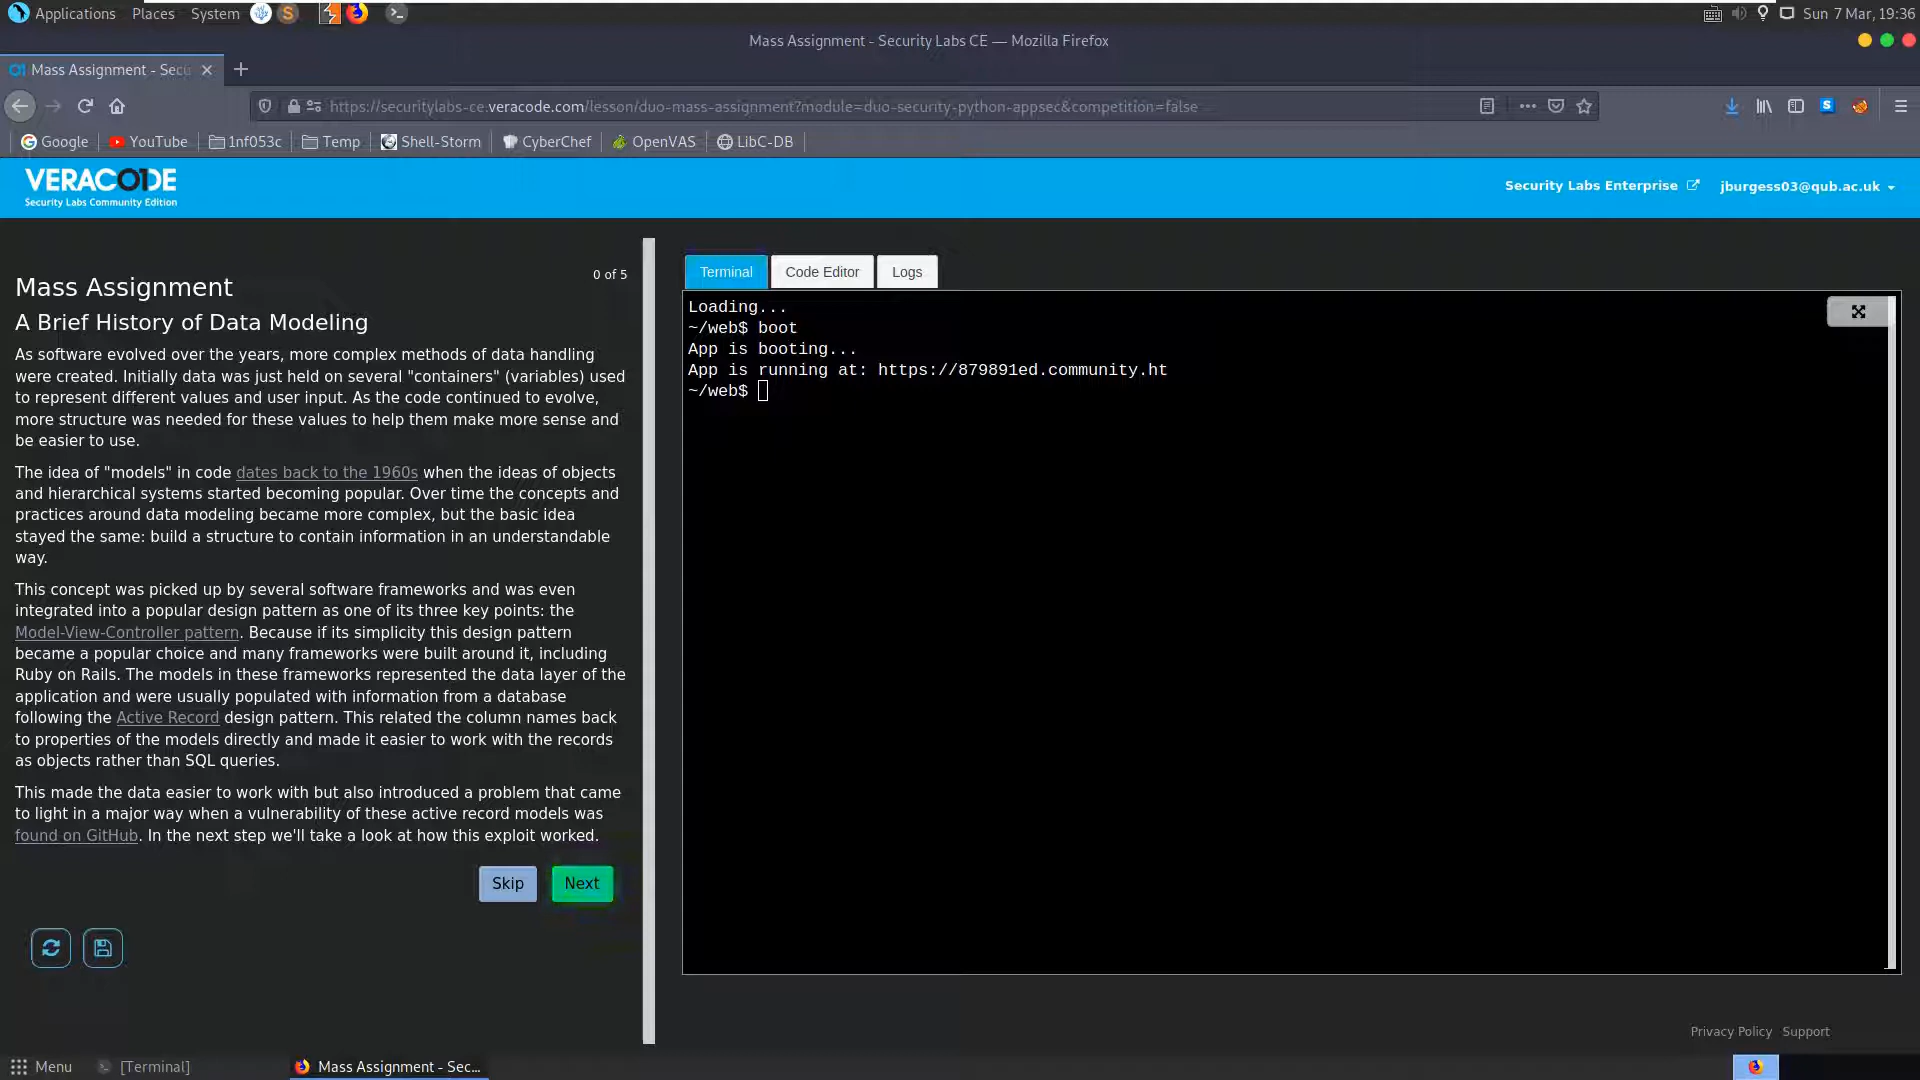 Applications Places System Sun 7 Mar, 19:36
Mass Assignment - Security Labs CE — Mozilla Firefox
Mass Assignment - Secu
https://securitylabs-ce.veracode.com/lesson/duo-mass-assignment?module=duo-security-python-appsec&competition=false
Google YouTube 1nf053c Temp Shell-Storm CyberChef OpenVAS LibC-DB
VERACODE
Security Labs Community Edition
Security Labs Enterprise jburgess03@qub.ac.uk
0 of 5
Mass Assignment
A Brief History of Data Modeling
As software evolved over the years, more complex methods of data handling
were created. Initially data was just held on several "containers" (variables) used
to represent different values and user input. As the code continued to evolve,
more structure was needed for these values to help them make more sense and
be easier to use.
The idea of "models" in code dates back to the 1960s when the ideas of objects
and hierarchical systems started becoming popular. Over time the concepts and
practices around data modeling became more complex, but the basic idea
stayed the same: build a structure to contain information in an understandable
way.
This concept was picked up by several software frameworks and was even
integrated into a popular design pattern as one of its three key points: the
Model-View-Controller pattern. Because if its simplicity this design pattern
became a popular choice and many frameworks were built around it, including
Ruby on Rails. The models in these frameworks represented the data layer of the
application and were usually populated with information from a database
following the Active Record design pattern. This related the column names back
to properties of the models directly and made it easier to work with the records
as objects rather than SQL queries.
This made the data easier to work with but also introduced a problem that came
to light in a major way when a vulnerability of these active record models was
found on GitHub. In the next step we'll take a look at how this exploit worked.
Skip Next
Terminal Code Editor Logs
Loading...
~/web$ boot
App is booting...
App is running at: https://879891ed.community.ht
~/web$
Privacy Policy Support
Menu [Terminal] Mass Assignment - Sec...